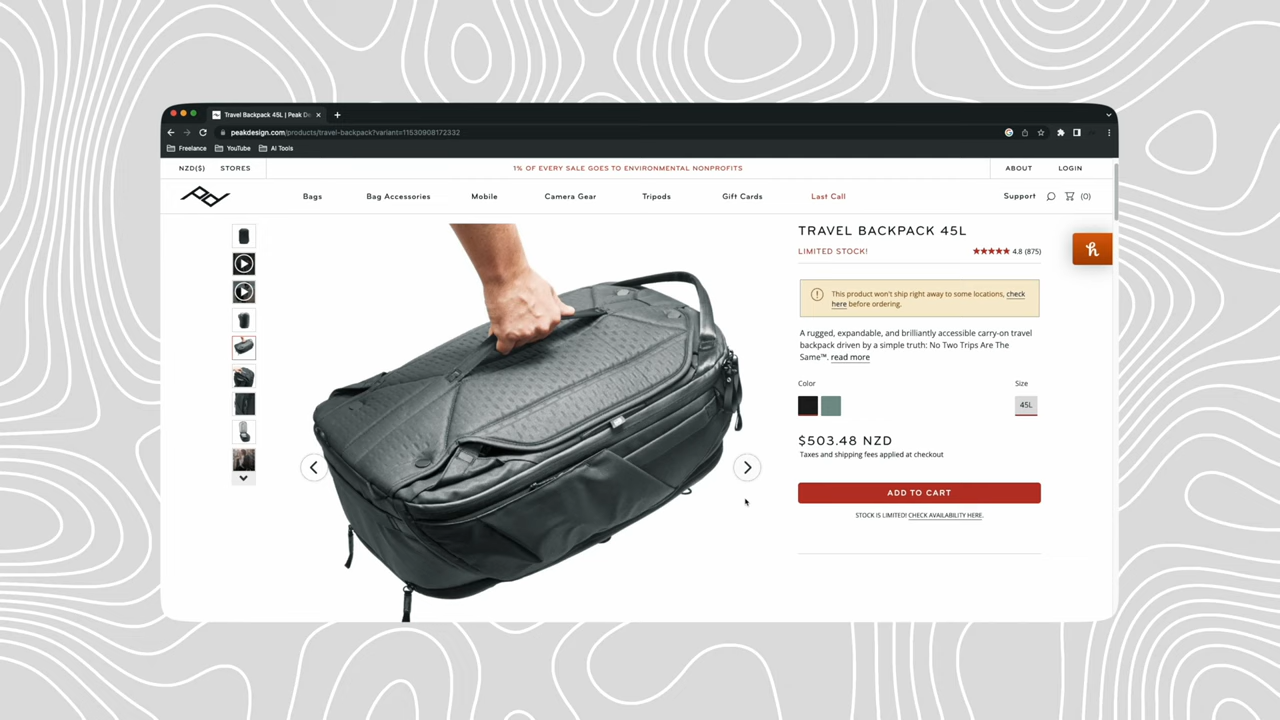 Travel Backpack 45L | Peak De
peakdesign.com/products/travel-backpack?variant=11530908172332
Freelance
YouTube
AI Tools
NZD($)
STORES
1% OF EVERY SALE GOES TO ENVIRONMENTAL NONPROFITS
ABOUT
LOGIN
Bags
Bag Accessories
Mobile
Camera Gear
Tripods
Gift Cards
Last Call
Support
(0)
TRAVEL BACKPACK 45L
LIMITED STOCK!
4.8 (875)
This product won't ship right away to some locations, check
here before ordering.
A rugged, expandable, and brilliantly accessible carry-on travel
backpack driven by a simple truth: No Two Trips Are The
Same™. read more
Color
Size
45L
$503.48 NZD
Taxes and shipping fees applied at checkout
ADD TO CART
STOCK IS LIMITED! CHECK AVAILABILITY HERE.